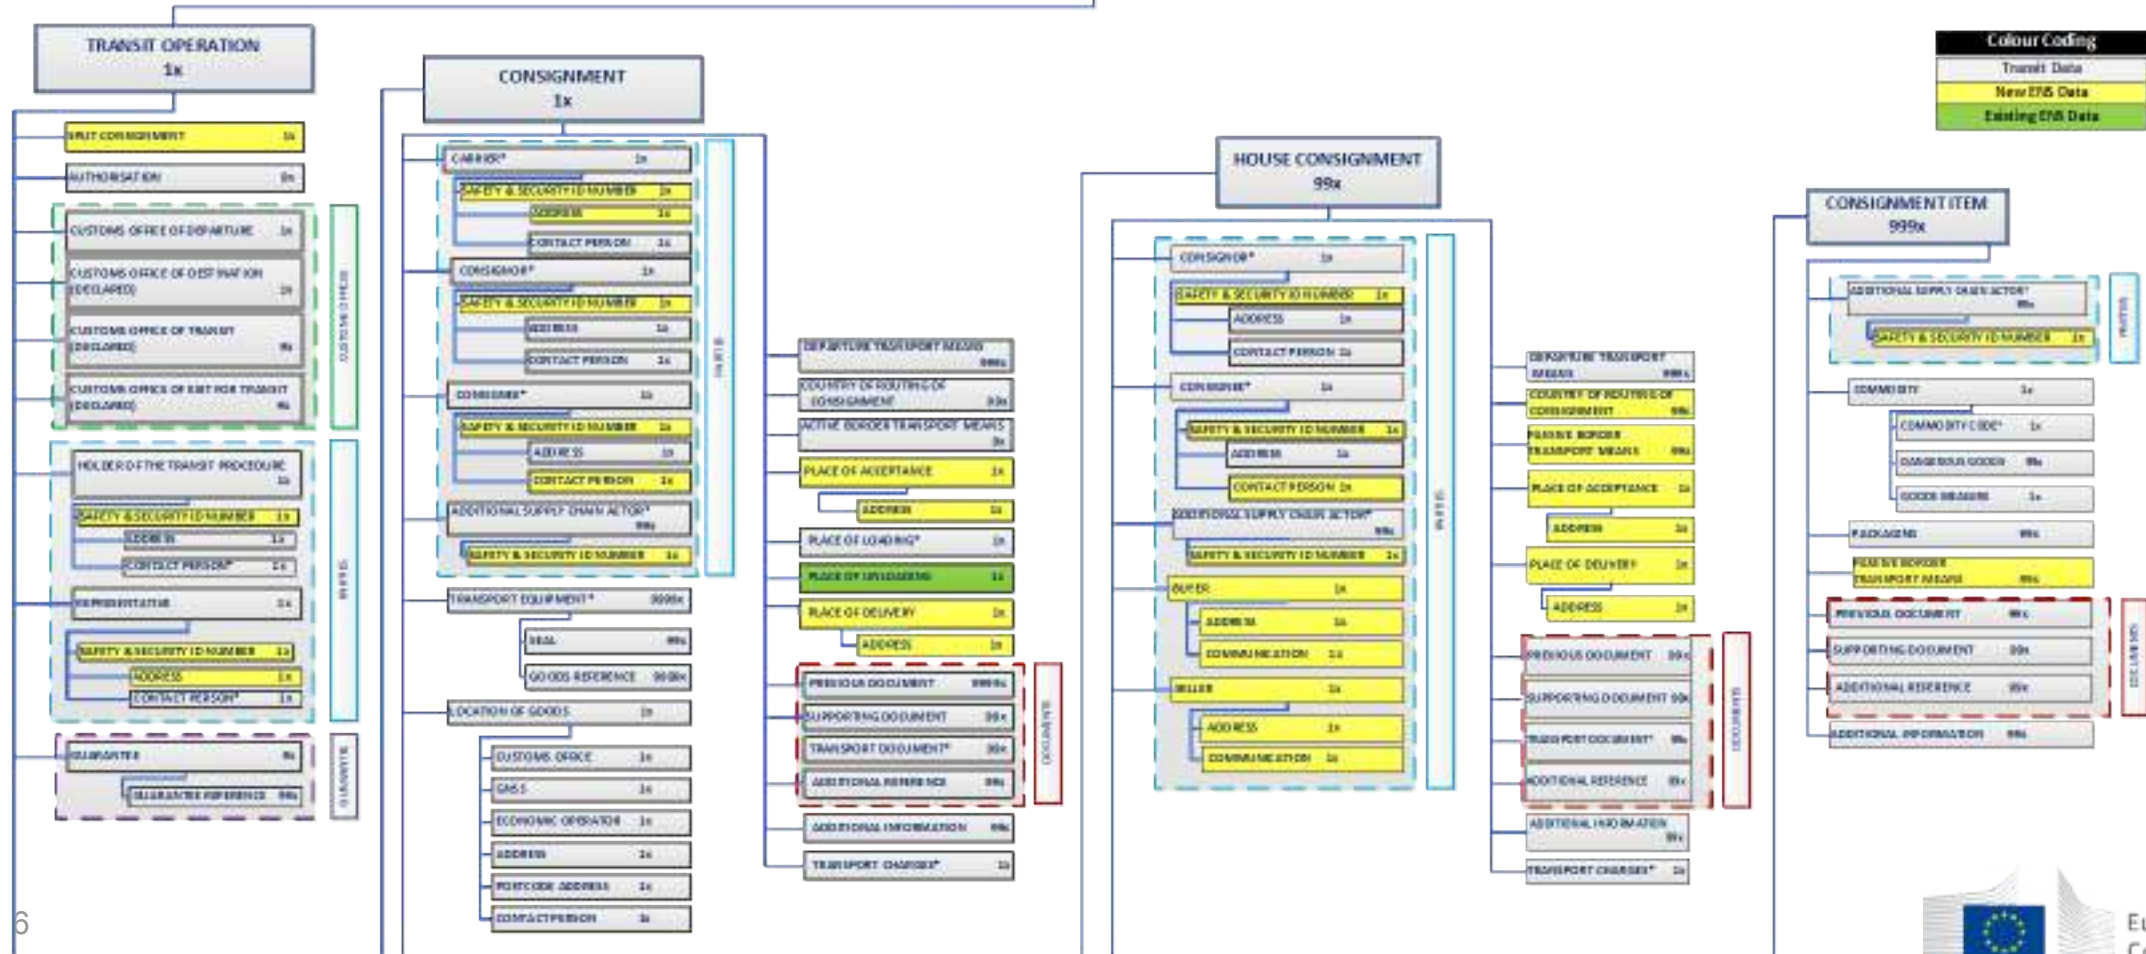 TRANSIT OPERATION
1x
SPLIT CONSIGNMENT 1x
AUTHORISATION 9x
CUSTOMS OFFICE OF DEPARTURE 1x
CUSTOMS OFFICE OF DESTINATION
(DECLARED) 1x
CUSTOMS OFFICE OF TRANSIT
(DECLARED) 9x
CUSTOMS OFFICE OF EXIT FOR TRANSIT
(DECLARED) 9x
CUSTOMS OFFICES
HOLDER OF THE TRANSIT PROCEDURE
1x
SAFETY & SECURITY ID NUMBER 1x
ADDRESS 1x
CONTACT PERSON* 1x
REPRESENTATIVE 1x
SAFETY & SECURITY ID NUMBER 1x
ADDRESS 1x
CONTACT PERSON* 1x
PARTIES
GUARANTEE 9x
GUARANTEE REFERENCE 99x
GUARANTEE
6
CONSIGNMENT
1x
CARRIER* 1x
SAFETY & SECURITY ID NUMBER 1x
ADDRESS 1x
CONTACT PERSON 1x
CONSIGNOR* 1x
SAFETY & SECURITY ID NUMBER 1x
ADDRESS 1x
CONTACT PERSON 1x
CONSIGNEE* 1x
SAFETY & SECURITY ID NUMBER 1x
ADDRESS 1x
CONTACT PERSON 1x
ADDITIONAL SUPPLY CHAIN ACTOR*
99x
SAFETY & SECURITY ID NUMBER 1x
PARTIES
TRANSPORT EQUIPMENT* 9999x
SEAL 99x
GOODS REFERENCE 9999x
LOCATION OF GOODS 1x
CUSTOMS OFFICE 1x
GNSS 1x
ECONOMIC OPERATOR 1x
ADDRESS 1x
POSTCODE ADDRESS 1x
CONTACT PERSON 1x
DEPARTURE TRANSPORT MEANS
999x
COUNTRY OF ROUTING OF
CONSIGNMENT 99x
ACTIVE BORDER TRANSPORT MEANS
9x
PLACE OF ACCEPTANCE 1x
ADDRESS 1x
PLACE OF LOADING* 1x
PLACE OF UNLOADING 1x
PLACE OF DELIVERY 1x
ADDRESS 1x
PREVIOUS DOCUMENT 9999x
SUPPORTING DOCUMENT 99x
TRANSPORT DOCUMENT* 99x
ADDITIONAL REFERENCE 99x
DOCUMENTS
ADDITIONAL INFORMATION 99x
TRANSPORT CHARGES* 1x
HOUSE CONSIGNMENT
99x
CONSIGNOR* 1x
SAFETY & SECURITY ID NUMBER 1x
ADDRESS 1x
CONTACT PERSON 1x
CONSIGNEE* 1x
SAFETY & SECURITY ID NUMBER 1x
ADDRESS 1x
CONTACT PERSON 1x
ADDITIONAL SUPPLY CHAIN ACTOR*
99x
SAFETY & SECURITY ID NUMBER 1x
BUYER 1x
ADDRESS 1x
COMMUNICATION 1x
SELLER 1x
ADDRESS 1x
COMMUNICATION 1x
PARTIES
DEPARTURE TRANSPORT
MEANS 999x
COUNTRY OF ROUTING OF
CONSIGNMENT 99x
PASSIVE BORDER
TRANSPORT MEANS 99x
PLACE OF ACCEPTANCE 1x
ADDRESS 1x
PLACE OF DELIVERY 1x
ADDRESS 1x
PREVIOUS DOCUMENT 99x
SUPPORTING DOCUMENT 99x
TRANSPORT DOCUMENT* 99x
ADDITIONAL REFERENCE 99x
DOCUMENTS
ADDITIONAL INFORMATION
99x
TRANSPORT CHARGES* 1x
Colour Coding
Transit Data
New ENS Data
Existing ENS Data
CONSIGNMENT ITEM
999x
ADDITIONAL SUPPLY CHAIN ACTOR*
99x
SAFETY & SECURITY ID NUMBER 1x
PARTIES
COMMODITY 1x
COMMODITY CODE* 1x
DANGEROUS GOODS 99x
GOODS MEASURE 1x
PACKAGING 99x
PASSIVE BORDER
TRANSPORT MEANS 99x
PREVIOUS DOCUMENT 99x
SUPPORTING DOCUMENT 99x
ADDITIONAL REFERENCE 99x
DOCUMENTS
ADDITIONAL INFORMATION 99x